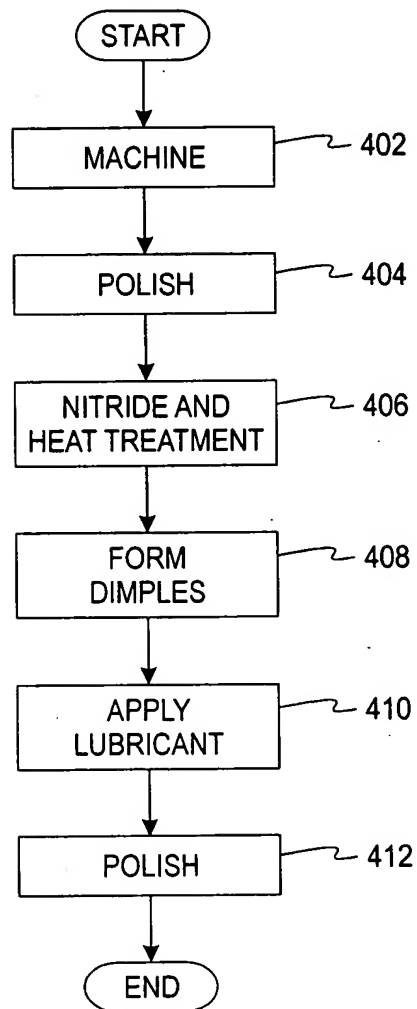 START
MACHINE
402
POLISH
404
NITRIDE AND
HEAT TREATMENT
406
FORM
DIMPLES
408
APPLY
LUBRICANT
410
POLISH
412
END